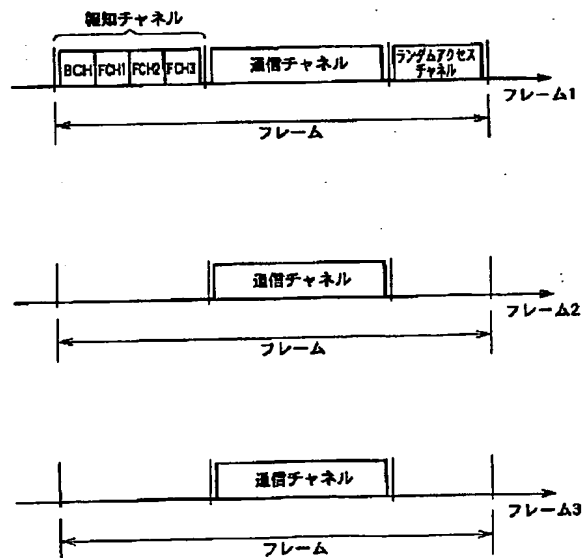 報知チャネル
BCH FCH1 FCH2 FCH3
通信チャネル
ランダムアクセス
チャネル
フレーム1
フレーム
通信チャネル
フレーム2
フレーム
通信チャネル
フレーム3
フレーム